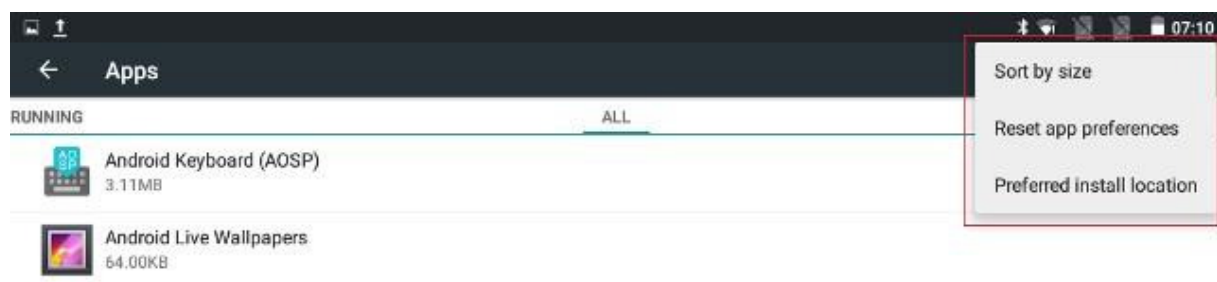 07:10
Apps
Sort by size
RUNNING
ALL
Reset app preferences
Android Keyboard (AOSP)
3.11MB
Preferred install location
Android Live Wallpapers
64.00KB